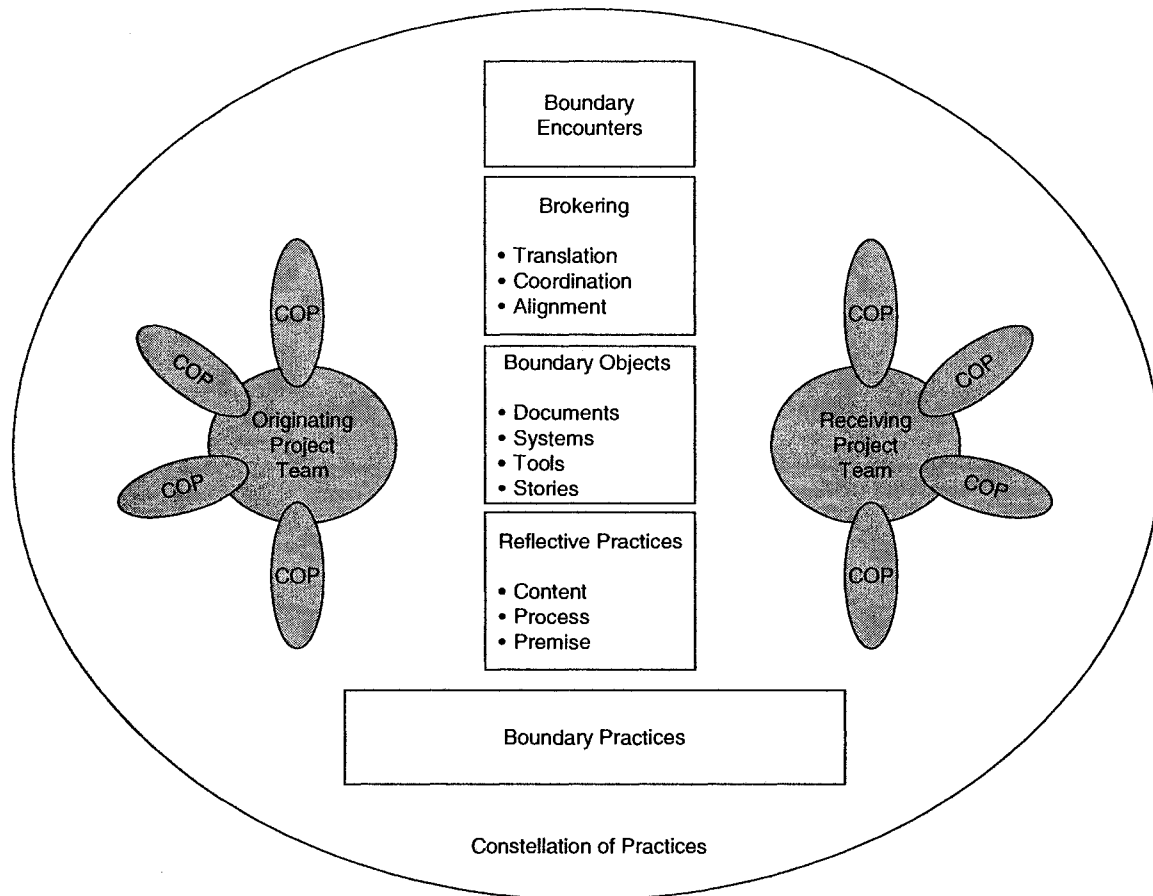 Boundary
Encounters
Brokering
• Translation
• Coordination
• Alignment
Boundary Objects
• Documents
• Systems
• Tools
• Stories
Reflective Practices
• Content
• Process
• Premise
Boundary Practices
Constellation of Practices
COP
COP
Originating
Project
Team
COP
COP
COP
COP
Receiving
Project
Team
COP
COP